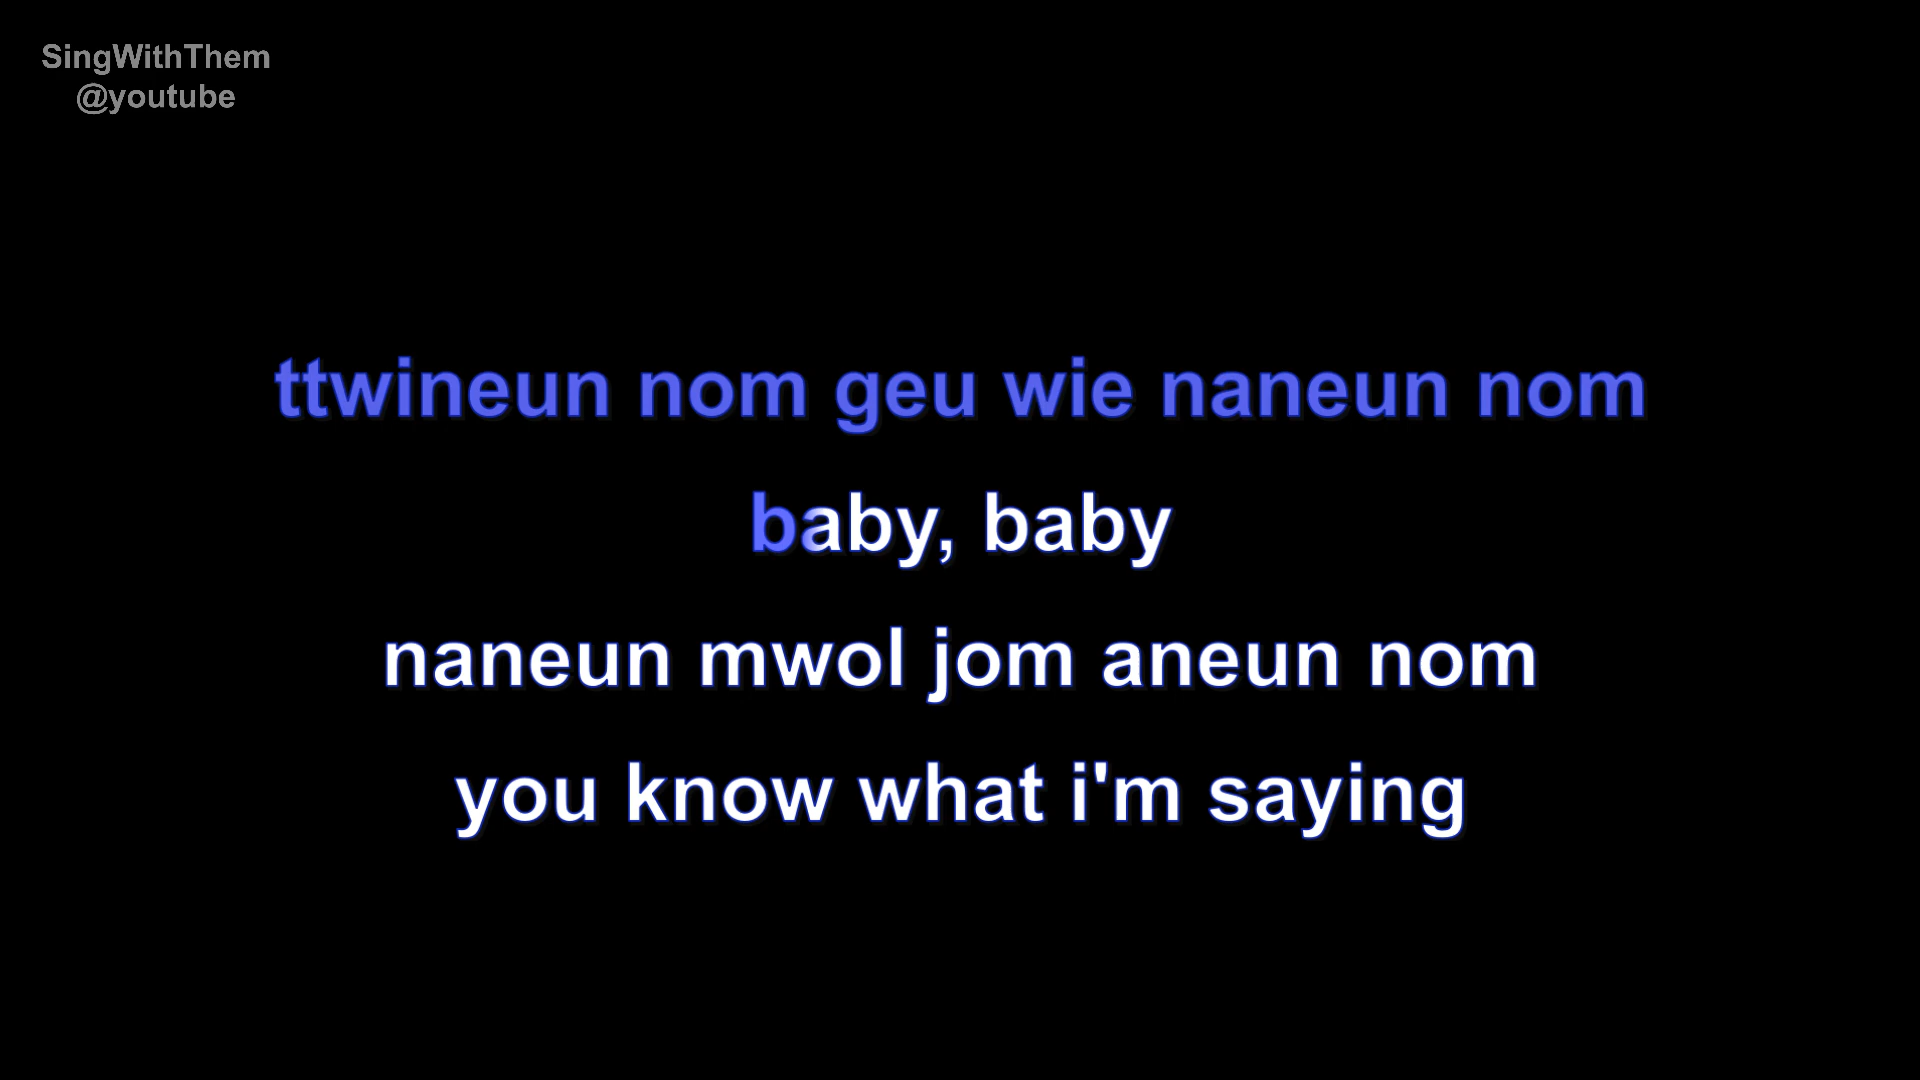 SingWithThem
@youtube
ttwineun nom geu wie naneun nom
baby, baby
naneun mwol jom aneun nom
you know what i'm saying